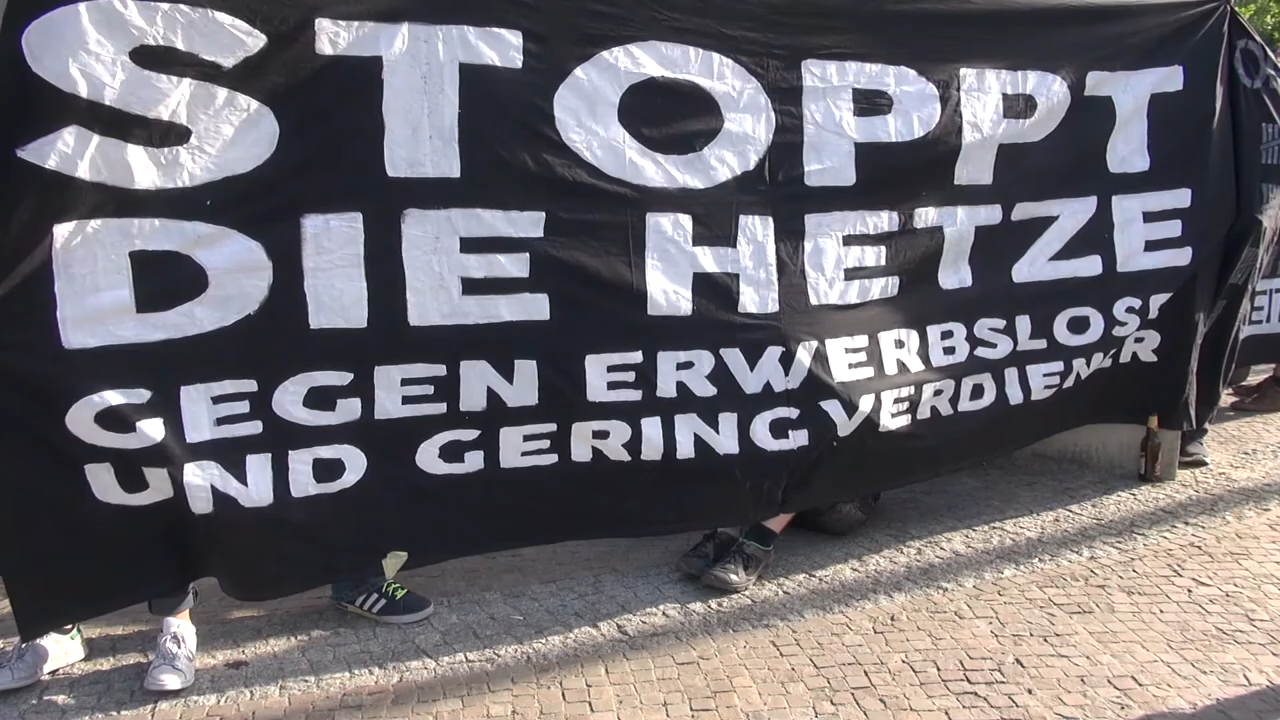 STOPPT
DIE HETZE
GEGEN ERWERBSLOSE
UND GERINGVERDIENER